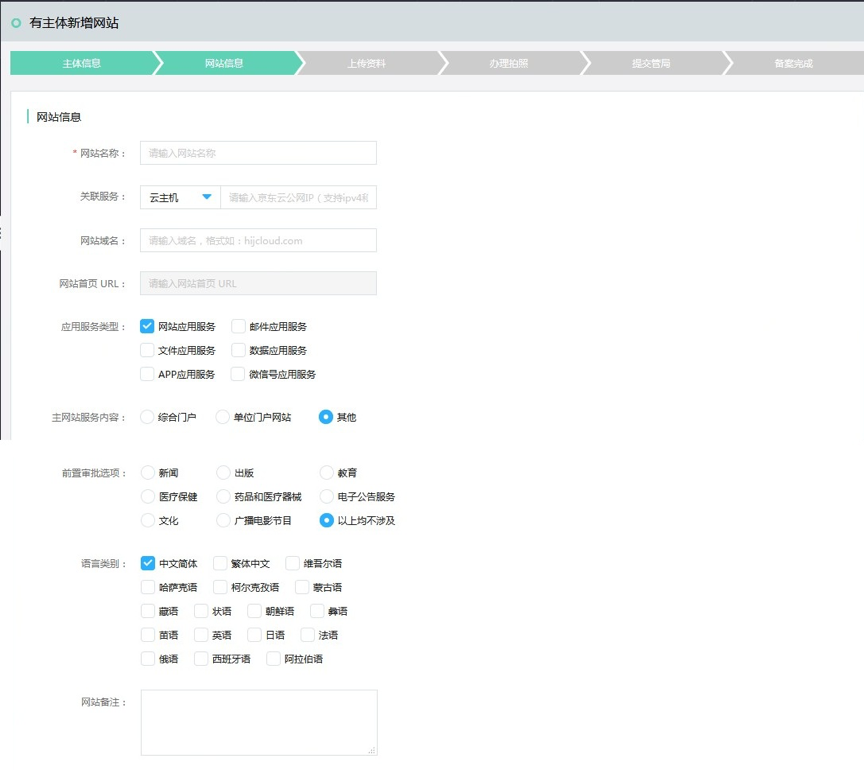 有主体新增网站
主体信息 网站信息 上传资料 办理拍照 提交管局 备案完成
网站信息
* 网站名称： 请输入网站名称
关联服务： 云主机 请输入京东云公网IP（支持ipv4和
网站域名： 请输入域名，格式如：hijcloud.com
网站首页 URL： 请输入网站首页 URL
应用服务类型： 网站应用服务 邮件应用服务
文件应用服务 数据应用服务
APP应用服务 微信号应用服务
主网站服务内容： 综合门户 单位门户网站 其他
前置审批选项： 新闻 出版 教育
医疗保健 药品和医疗器械 电子公告服务
文化 广播电影节目 以上均不涉及
语言类别： 中文简体 繁体中文 维吾尔语
哈萨克语 柯尔克孜语 蒙古语
藏语 状语 朝鲜语 彝语
苗语 英语 日语 法语
俄语 西班牙语 阿拉伯语
网站备注：